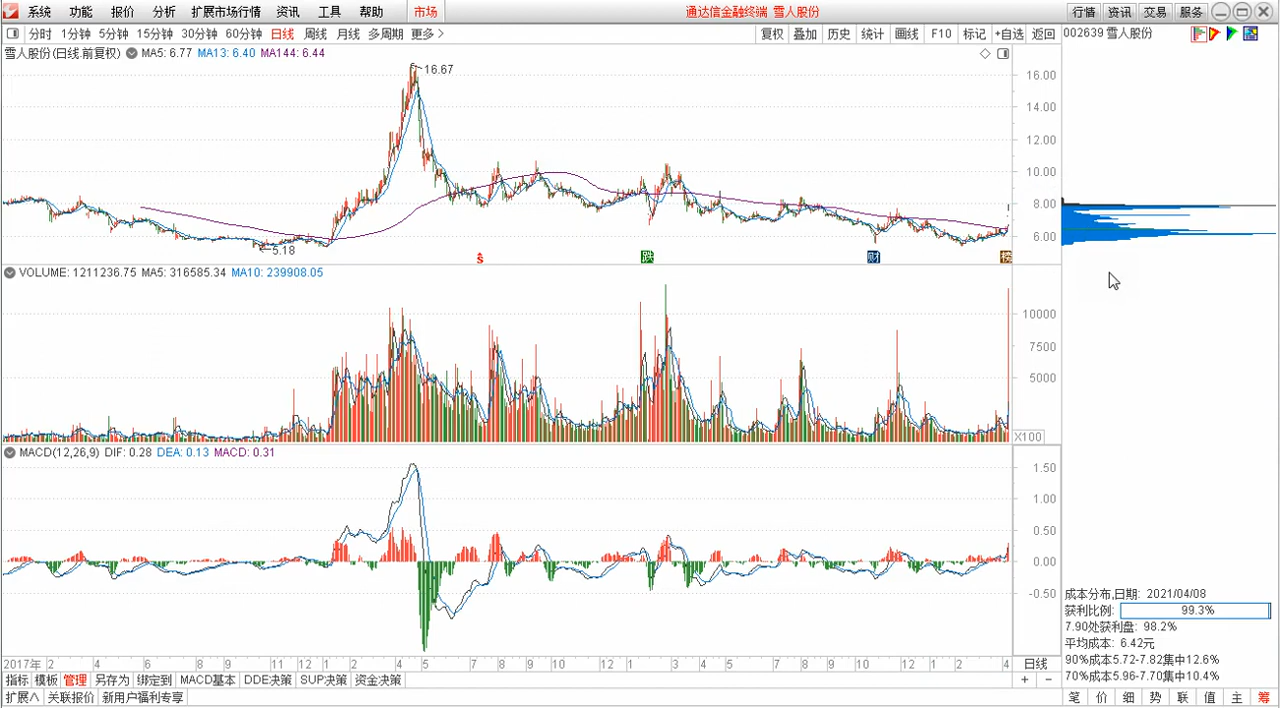 系统 功能 报价 分析 扩展市场行情 资讯 工具 帮助 市场 通达信金融终端 雪人股份 行情 资讯 交易 服务
分时 1分钟 5分钟 15分钟 30分钟 60分钟 日线 周线 月线 多周期 更多> 复权 叠加 历史 统计 画线 F10 标记 +自选 返回 002639 雪人股份
雪人股份(日线.前复权) MA5: 6.77 MA13: 6.40 MA144: 6.44
16.67
16.00
14.00
12.00
10.00
8.00
6.00
5.18
$ 跌 财 榜
VOLUME: 1211236.75 MA5: 316585.34 MA10: 239908.05
10000
7500
5000
X100
MACD(12,26,9) DIF: 0.28 DEA: 0.13 MACD: 0.31
1.50
1.00
0.50
0.00
-0.50
成本分布,日期: 2021/04/08
获利比例: 99.3%
7.90处获利盘: 98.2%
平均成本: 6.42元
90%成本5.72-7.82集中12.6%
70%成本5.96-7.70集中10.4%
2017年 2 4 6 8 9 11 12 1 2 4 5 7 8 9 10 12 1 3 4 5 7 8 9 10 12 1 2 4 日线
指标 模板 管理 另存为 绑定到 MACD基本 DDE决策 SUP决策 资金决策 + -
扩展∧ 关联报价 新用户福利专享 笔 价 细 势 联 值 主 筹